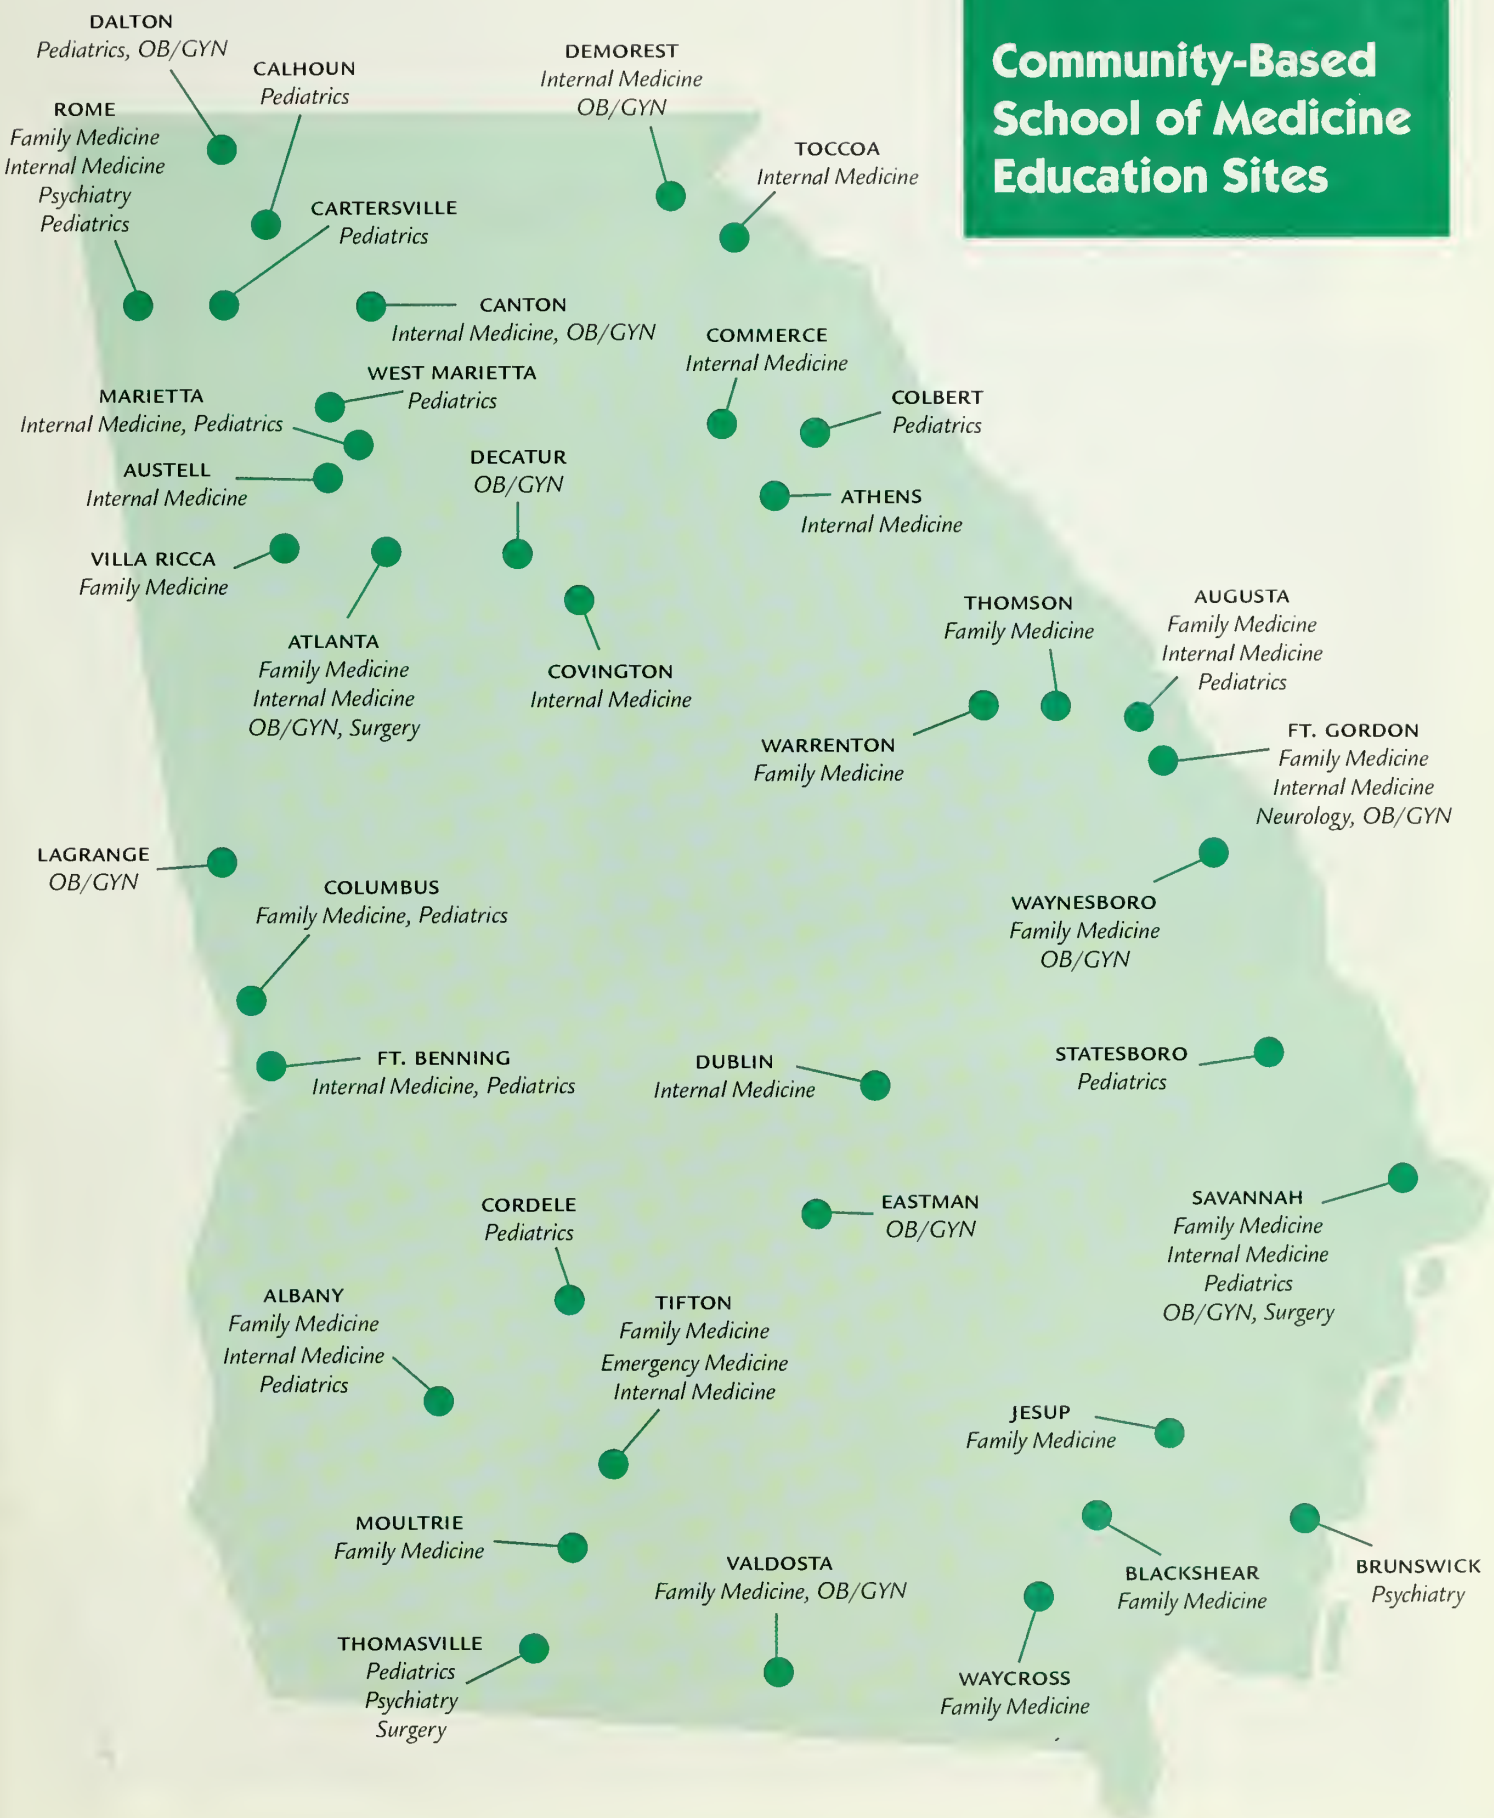 Community-Based
School of Medicine
Education Sites
DALTON
Pediatrics, OB/GYN
CALHOUN
Pediatrics
DEMOREST
Internal Medicine
OB/GYN
ROME
Family Medicine
Internal Medicine
Psychiatry
Pediatrics
TOCCOA
Internal Medicine
CARTERSVILLE
Pediatrics
CANTON
Internal Medicine, OB/GYN
COMMERCE
Internal Medicine
WEST MARIETTA
Pediatrics
MARIETTA
Internal Medicine, Pediatrics
COLBERT
Pediatrics
DECATUR
OB/GYN
AUSTELL
Internal Medicine
ATHENS
Internal Medicine
VILLA RICCA
Family Medicine
ATLANTA
Family Medicine
Internal Medicine
OB/GYN, Surgery
COVINGTON
Internal Medicine
THOMSON
Family Medicine
AUGUSTA
Family Medicine
Internal Medicine
Pediatrics
WARRENTON
Family Medicine
FT. GORDON
Family Medicine
Internal Medicine
Neurology, OB/GYN
LAGRANGE
OB/GYN
COLUMBUS
Family Medicine, Pediatrics
WAYNESBORO
Family Medicine
OB/GYN
FT. BENNING
Internal Medicine, Pediatrics
DUBLIN
Internal Medicine
STATESBORO
Pediatrics
CORDELE
Pediatrics
EASTMAN
OB/GYN
SAVANNAH
Family Medicine
Internal Medicine
Pediatrics
OB/GYN, Surgery
ALBANY
Family Medicine
Internal Medicine
Pediatrics
TIFTON
Family Medicine
Emergency Medicine
Internal Medicine
JESUP
Family Medicine
MOULTRIE
Family Medicine
VALDOSTA
Family Medicine, OB/GYN
BLACKSHEAR
Family Medicine
BRUNSWICK
Psychiatry
THOMASVILLE
Pediatrics
Psychiatry
Surgery
WAYCROSS
Family Medicine